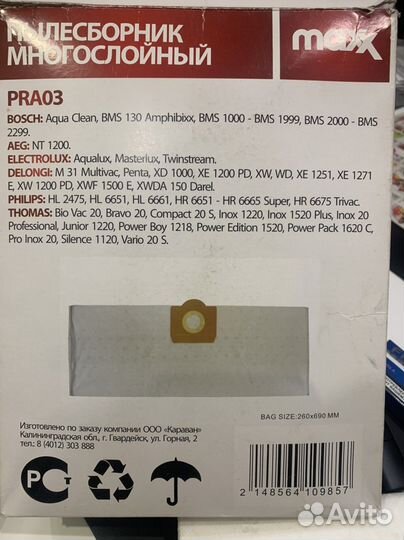 ПЫЛЕСБОРНИК
МНОГОСЛОЙНЫЙ
maxx
PRA03
BOSCH: Aqua Clean, BMS 130 Amphibixx, BMS 1000 - BMS 1999, BMS 2000 - BMS
2299.
AEG: NT 1200.
ELECTROLUX: Aqualux, Masterlux, Twinstream.
DELONGI: M 31 Multivac, Penta, XD 1000, XE 1200 PD, XW, WD, XE 1251, XE 1271
E, XW 1200 PD, XWF 1500 E, XWDA 150 Darel.
PHILIPS: HL 2475, HL 6651, HL 6661, HR 6651 - HR 6665 Super, HR 6675 Trivac.
THOMAS: Bio Vac 20, Bravo 20, Compact 20 S, Inox 1220, Inox 1520 Plus, Inox 20
Professional, Junior 1220, Power Boy 1218, Power Edition 1520, Power Pack 1620 C,
Pro Inox 20, Silence 1120, Vario 20 S.
BAG SIZE:260x690 MM
Изготовлено по заказу компании ООО «Караван»
Калининградская обл., г. Гвардейск, ул. Горная, 2
тел.: 8 (4012) 303 888
РСТ
2 148564 109857
Avito